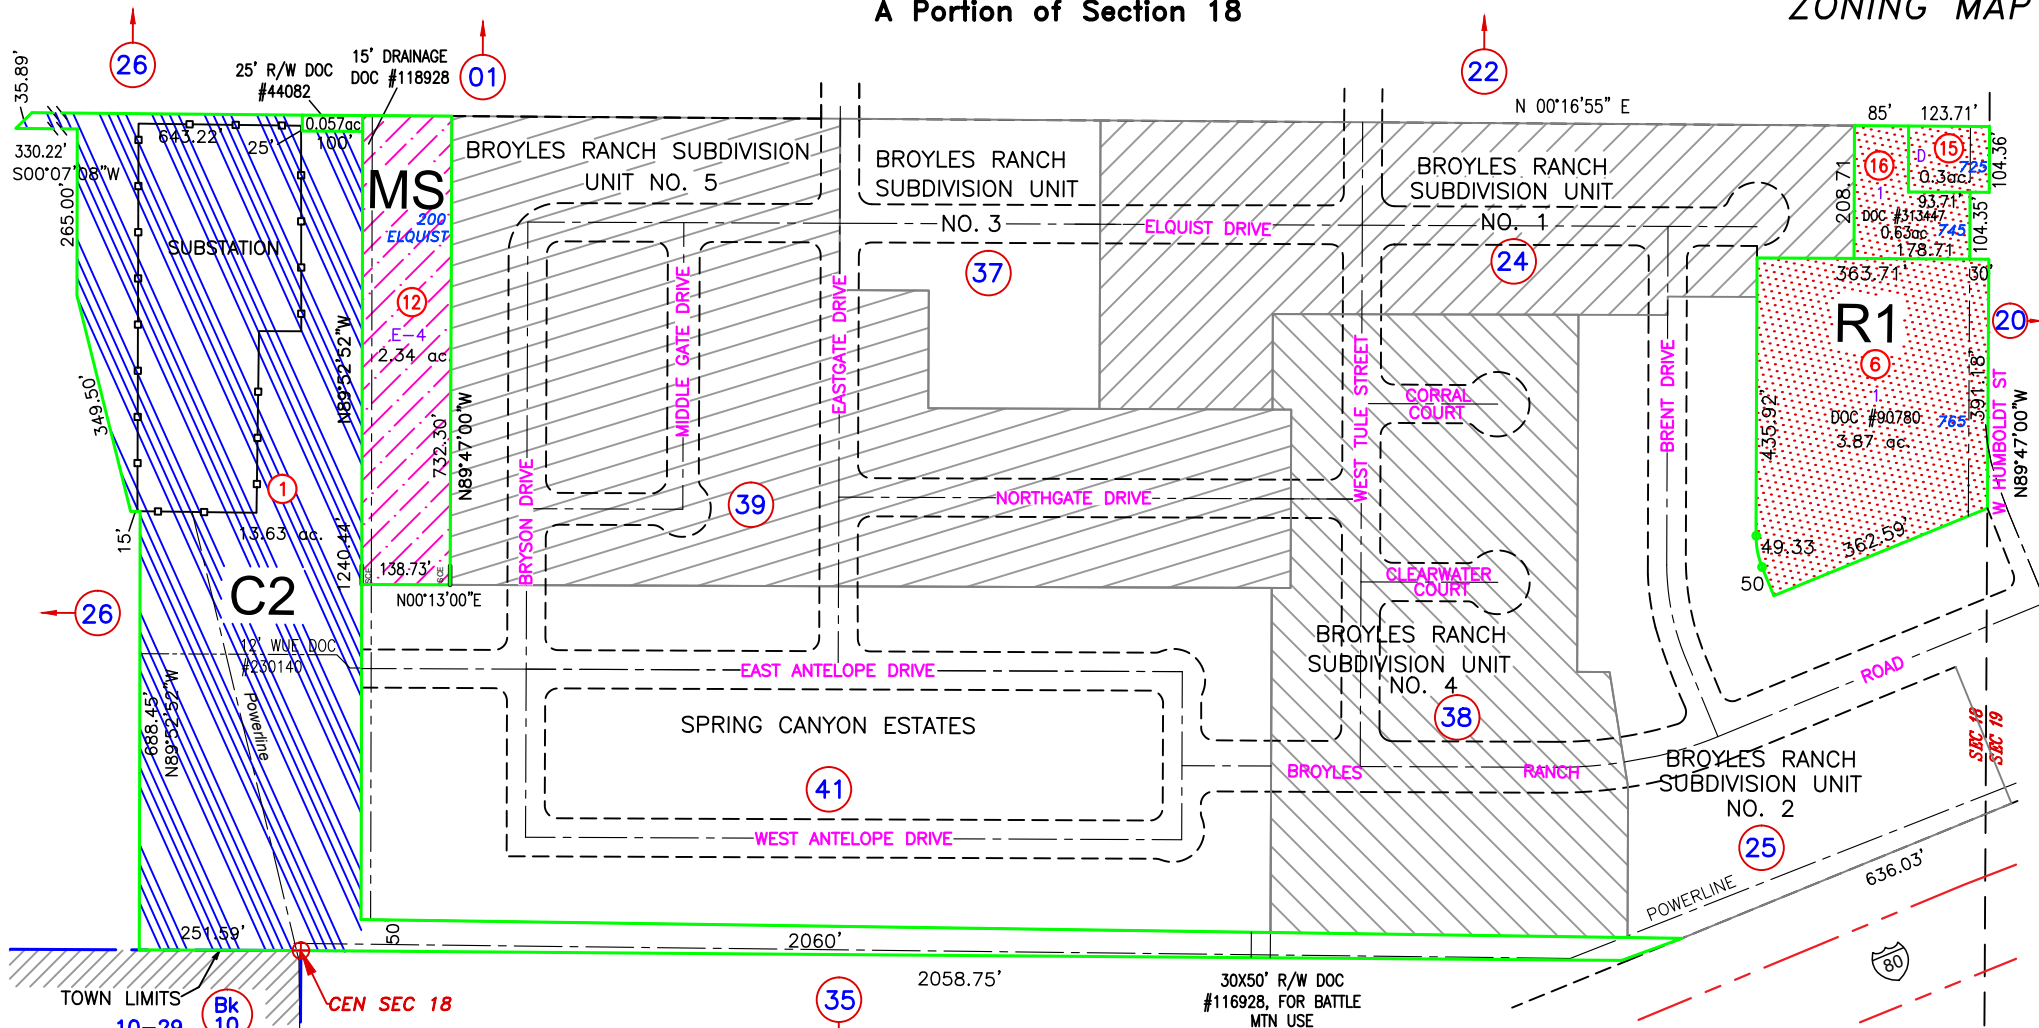 A Portion of Section 18
ZONING MAP
26
01
22
35.89'
25' R/W DOC
#44082
15' DRAINAGE
DOC #118928
N 00°16'55" E
85'
123.71'
330.22'
S00°07'08"W
643.22'
25'
0.057ac
100'
265.00'
349.50'
15'
SUBSTATION
1
13.63 ac.
C2
N89°52'52"W
1240.44'
MS
200
ELQUIST
12
E-4
2.34 ac.
732.30'
N89°47'00"W
138.73'
SCE
SCE
N00°13'00"E
BROYLES RANCH SUBDIVISION
UNIT NO. 5
BROYLES RANCH
SUBDIVISION UNIT
NO. 3
37
BROYLES RANCH
SUBDIVISION UNIT
NO. 1
24
ELQUIST DRIVE
MIDDLE GATE DRIVE
EASTGATE DRIVE
BRYSON DRIVE
39
NORTHGATE DRIVE
WEST TULE STREET
CORRAL
COURT
CLEARWATER
COURT
BRENT DRIVE
16
15
D
725
0.3ac
104.36'
208.71
1
93.71
DOC #313447
0.63ac
745
104.35'
178.71
363.71'
30'
R1
6
1
DOC #90780
765
3.87 ac.
391.18'
435.92'
49.33
50
362.59'
20
W HUMBOLDT ST
N89°47'00"W
26
12' WUE DOC
#230140
688.45'
N89°52'52"W
Powerline
EAST ANTELOPE DRIVE
SPRING CANYON ESTATES
41
WEST ANTELOPE DRIVE
BROYLES RANCH
SUBDIVISION UNIT
NO. 4
38
BROYLES
RANCH
ROAD
BROYLES RANCH
SUBDIVISION UNIT
NO. 2
25
SEC 18
SEC 19
POWERLINE
636.03'
80
251.59'
50
2060'
2058.75'
TOWN LIMITS
10-29
Bk
10
CEN SEC 18
35
30X50' R/W DOC
#116928, FOR BATTLE
MTN USE